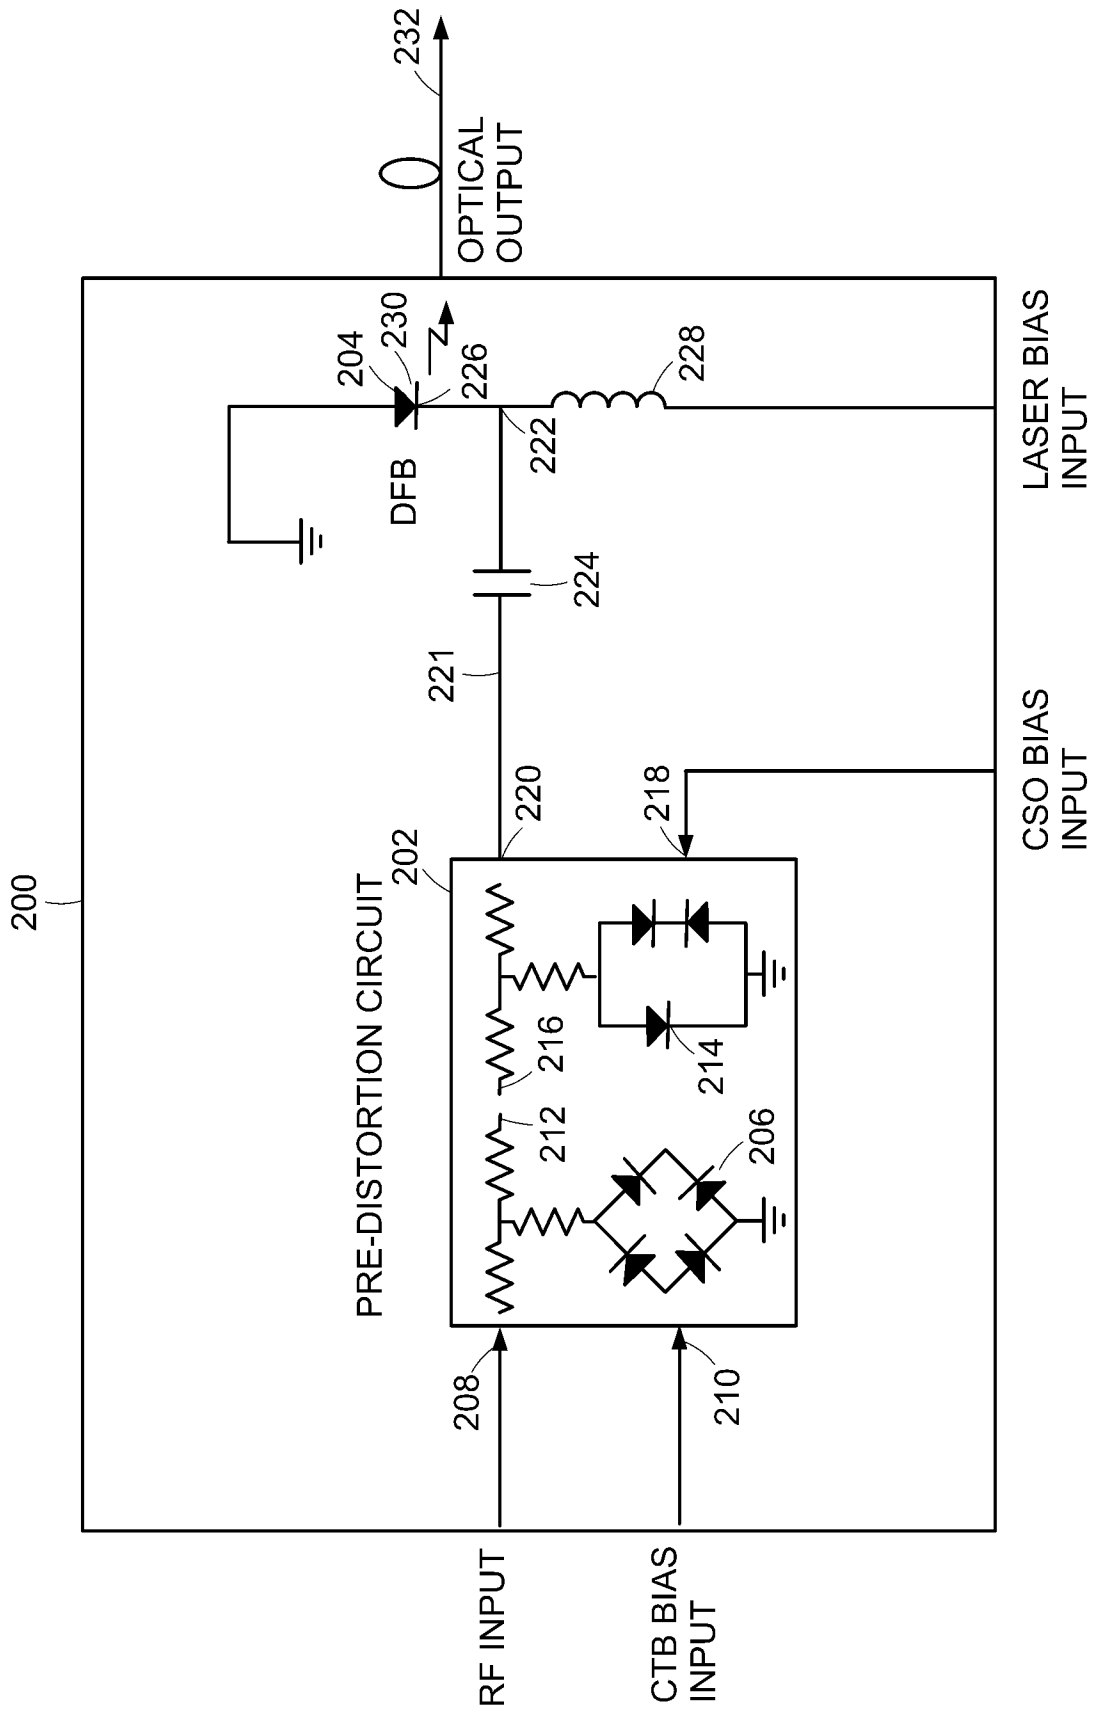 200
PRE-DISTORTION CIRCUIT
202
204
230
DFB
226
232
OPTICAL
OUTPUT
RF INPUT
208
212
216
220
221
224
222
228
CTB BIAS
INPUT
210
206
214
218
CSO BIAS
INPUT
LASER BIAS
INPUT